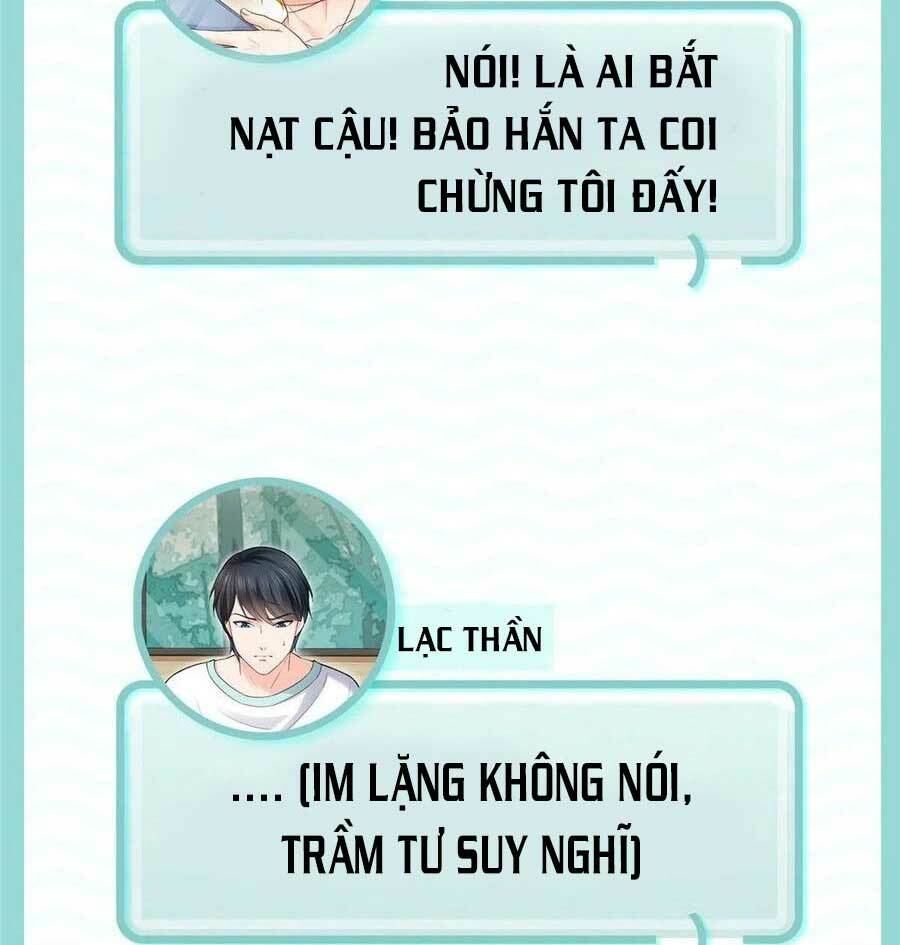 NÓI! LÀ AI BẮT
NẠT CẬU! BẢO HẮN TA COI
CHỪNG TÔI ĐẤY!
LẠC THẦN
.... (IM LẶNG KHÔNG NÓI,
TRẦM TƯ SUY NGHĨ)